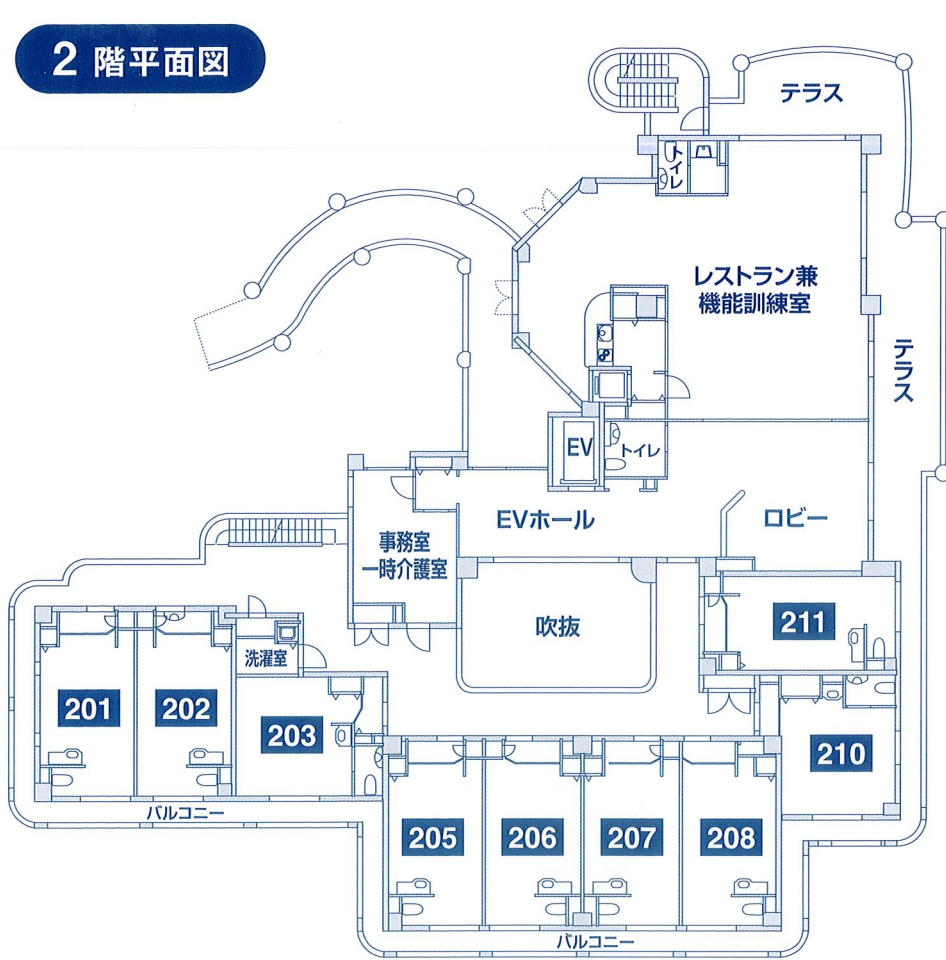 2 階平面図
テラス
トイレ
レストラン兼
機能訓練室
テラス
EV
トイレ
EVホール
ロビー
事務室
一時介護室
吹抜
211
洗濯室
201
202
203
210
バルコニー
205
206
207
208
バルコニー